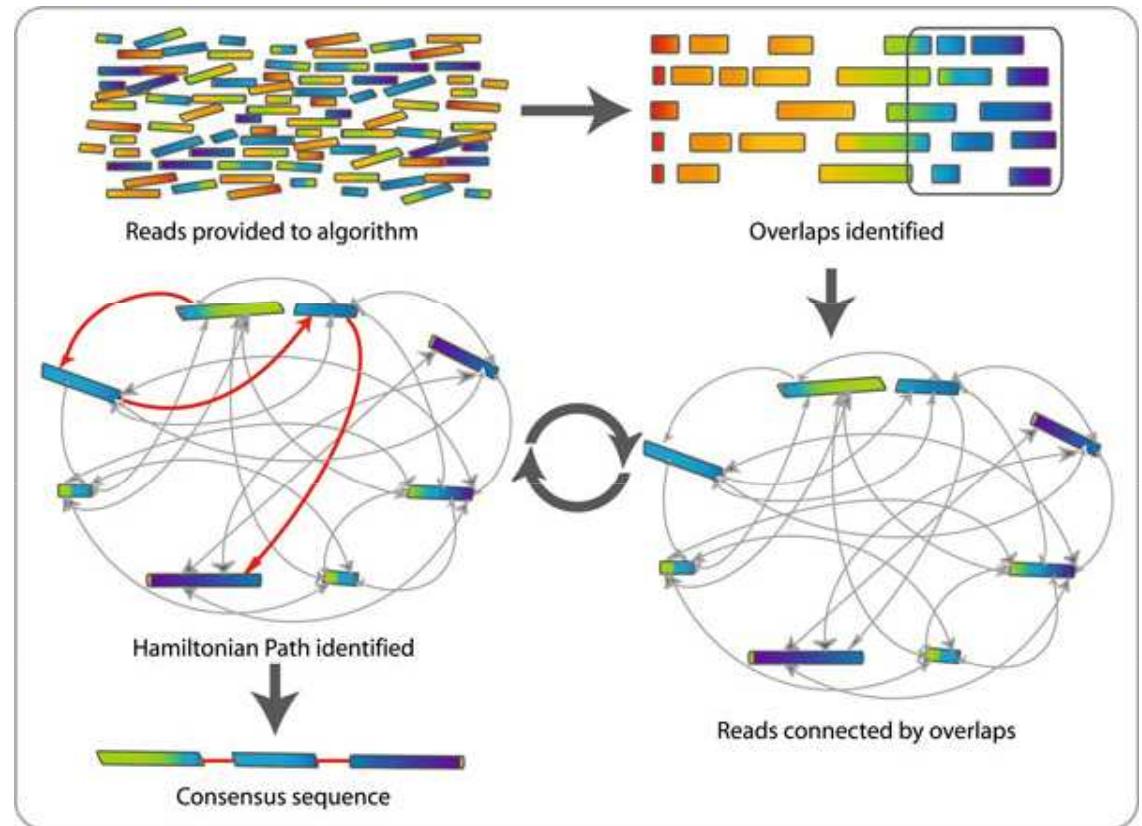 Reads provided to algorithm
Overlaps identified
Hamiltonian Path identified
Reads connected by overlaps
Consensus sequence